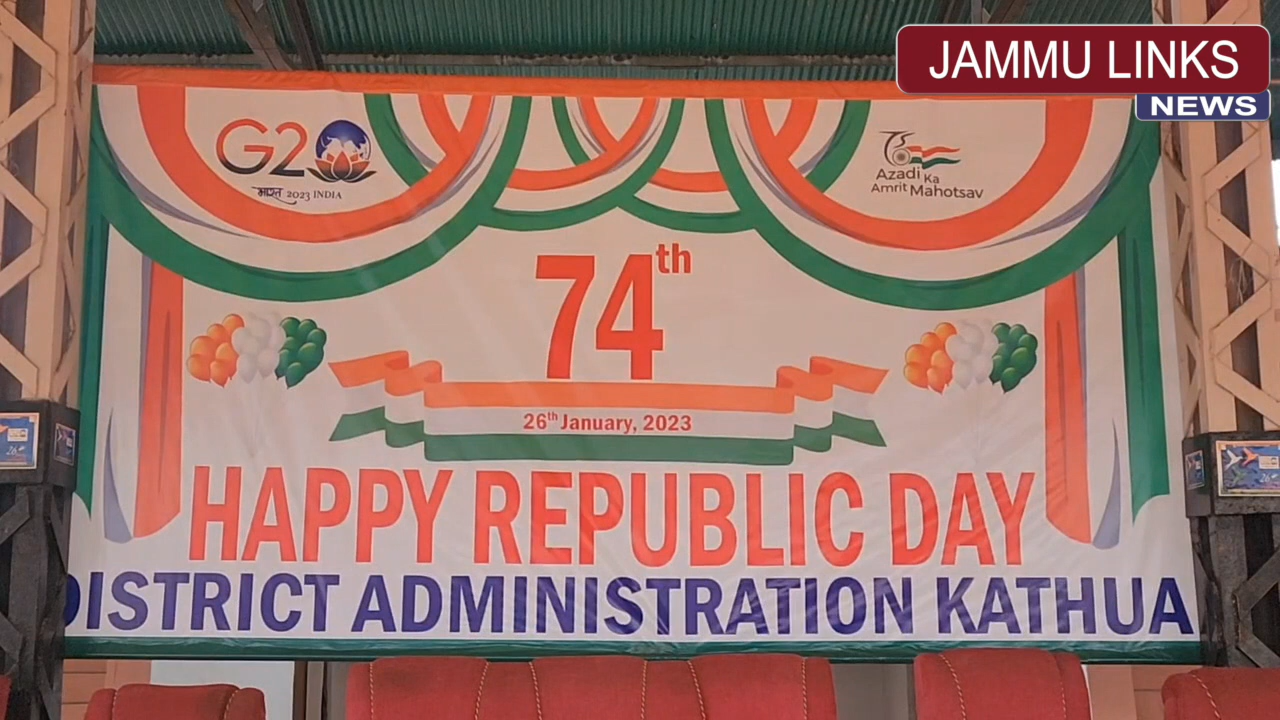 JAMMU LINKS
NEWS
G20
भारत 2023 INDIA
75
Azadi Ka
Amrit Mahotsav
74th
26th January, 2023
HAPPY REPUBLIC DAY
DISTRICT ADMINISTRATION KATHUA